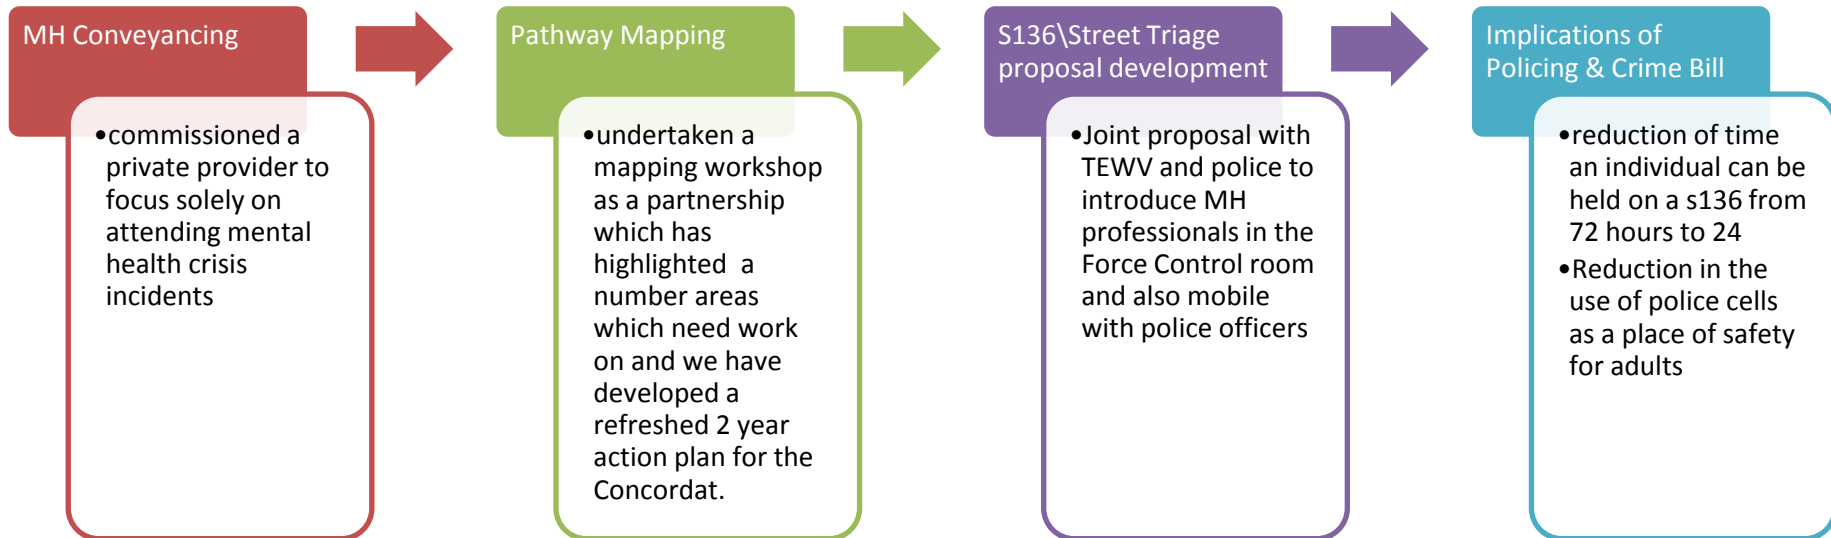 MH Conveyancing
•commissioned a
private provider to
focus solely on
attending mental
health crisis
incidents
Pathway Mapping
•undertaken a
mapping workshop
as a partnership
which has
highlighted  a
number areas
which need work
on and we have
developed a
refreshed 2 year
action plan for the
Concordat.
S136\Street Triage
proposal development
•Joint proposal with
TEWV and police to
introduce MH
professionals in the
Force Control room
and also mobile
with police officers
Implications of
Policing & Crime Bill
•reduction of time
an individual can be
held on a s136 from
72 hours to 24
•Reduction in the
use of police cells
as a place of safety
for adults